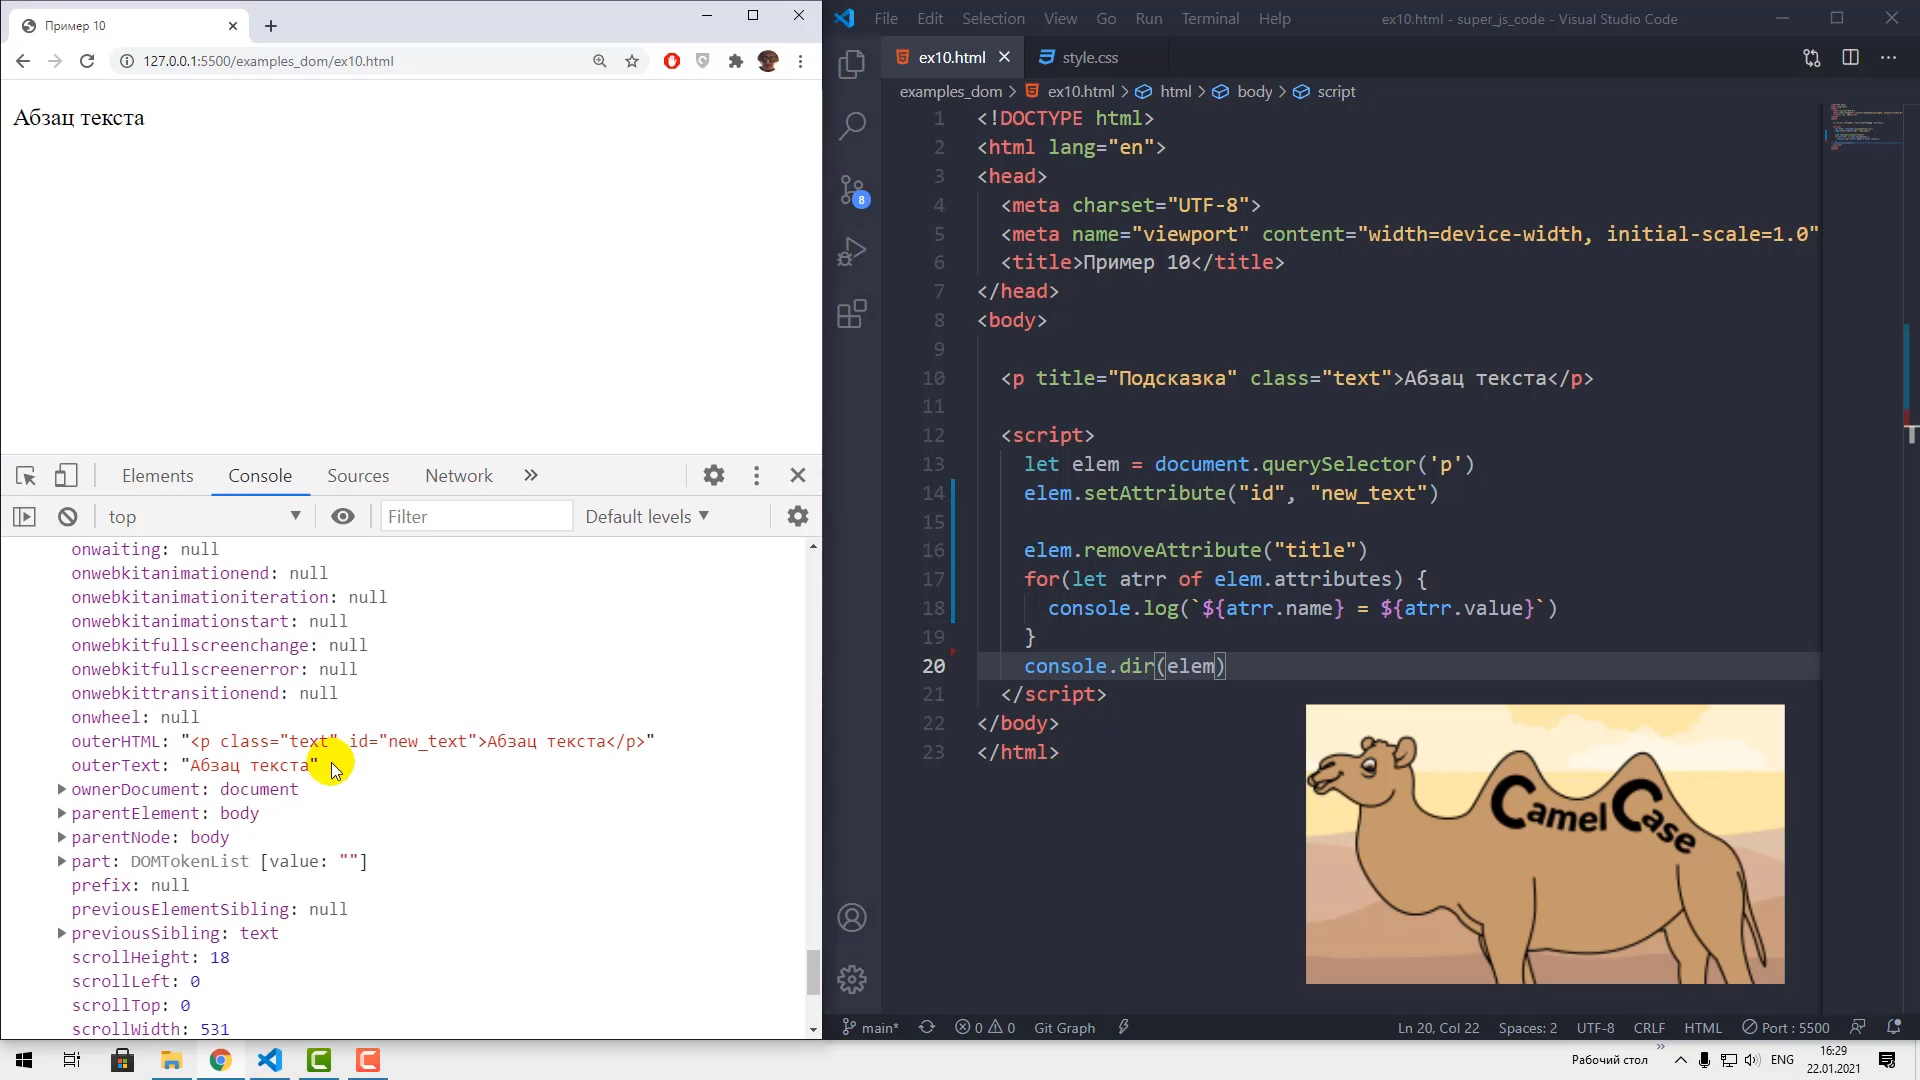 Пример 10
127.0.0.1:5500/examples_dom/ex10.html
Абзац текста
Elements Console Sources Network
top Filter Default levels
onwaiting: null
onwebkitanimationend: null
onwebkitanimationiteration: null
onwebkitanimationstart: null
onwebkitfullscreenchange: null
onwebkitfullscreenerror: null
onwebkittransitionend: null
onwheel: null
outerHTML: "<p class="text" id="new_text">Абзац текста</p>"
outerText: "Абзац текста"
ownerDocument: document
parentElement: body
parentNode: body
part: DOMTokenList [value: ""]
prefix: null
previousElementSibling: null
previousSibling: text
scrollHeight: 18
scrollLeft: 0
scrollTop: 0
scrollWidth: 531
File Edit Selection View Go Run Terminal Help ex10.html - super_js_code - Visual Studio Code
ex10.html style.css
examples_dom > ex10.html > html > body > script
8
1 <!DOCTYPE html>
2 <html lang="en">
3 <head>
4 <meta charset="UTF-8">
5 <meta name="viewport" content="width=device-width, initial-scale=1.0"
6 <title>Пример 10</title>
7 </head>
8 <body>
9
10 <p title="Подсказка" class="text">Абзац текста</p>
11
12 <script>
13 let elem = document.querySelector('p')
14 elem.setAttribute("id", "new_text")
15
16 elem.removeAttribute("title")
17 for(let atrr of elem.attributes) {
18 console.log(`${atrr.name} = ${atrr.value}`)
19 }
20 console.dir(elem)
21 </script>
22 </body>
23 </html>
CamelCase
main* 0 0 Git Graph Ln 20, Col 22 Spaces: 2 UTF-8 CRLF HTML Port : 5500
Рабочий стол ENG 16:29
22.01.2021